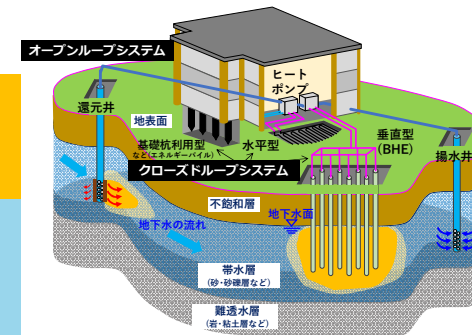 オープンループシステム
ヒート
ポンプ
還元井
地表面
基礎杭利用型
など(エネルギーパイル)
水平型
垂直型
(BHE)
揚水井
クローズドループシステム
不飽和層
地下水面
地下水の流れ
帯水層
(砂・砂礫層など)
難透水層
(岩・粘土層など)